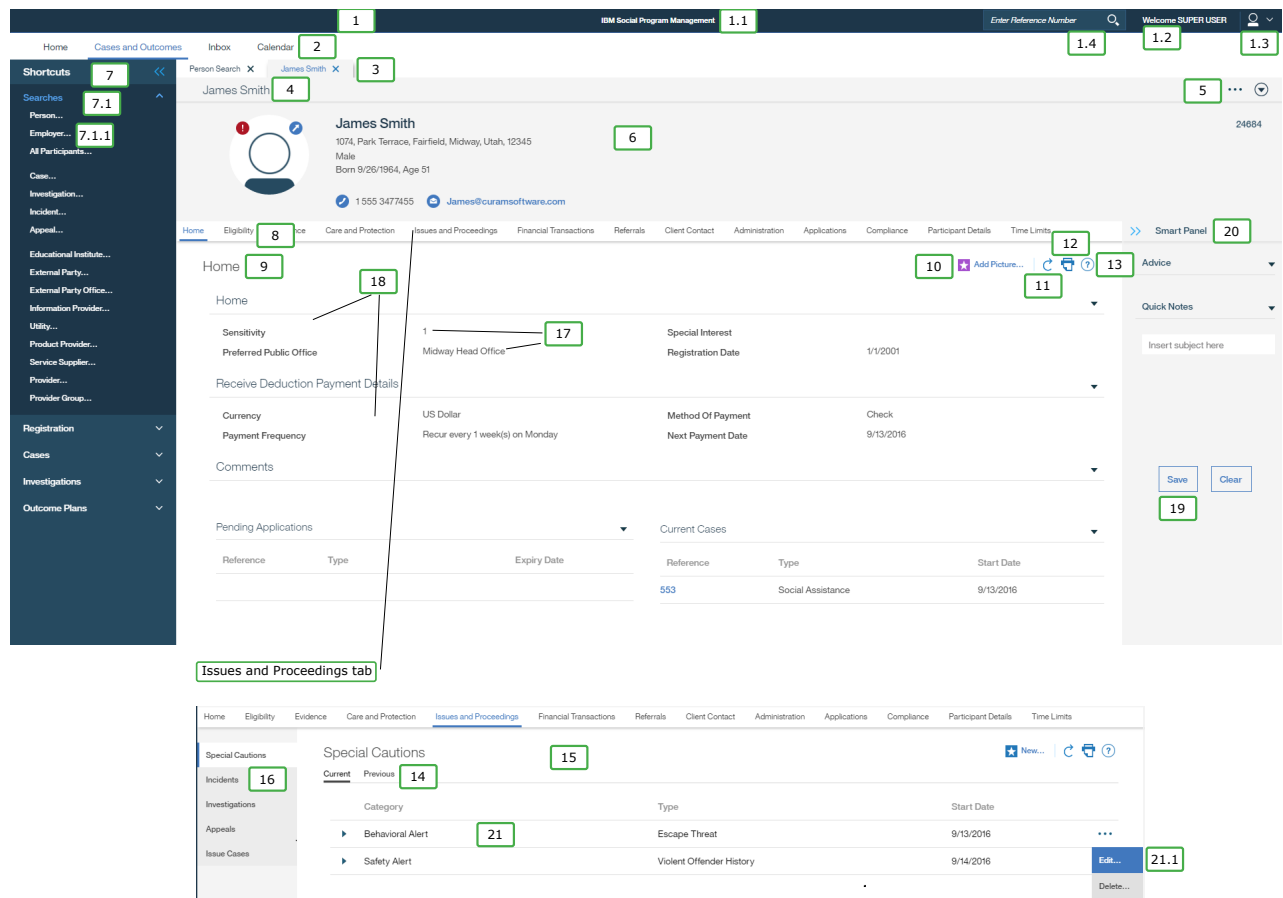 1
IBM Social Program Management
1.1
Enter Reference Number
1.4
Welcome SUPER USER
1.2
1.3
Home
Cases and Outcomes
Inbox
Calendar
2
Shortcuts
7
Person Search
James Smith
3
James Smith
4
5
Searches
7.1
Person...
Employer...
7.1.1
All Participants...
Case...
Investigation...
Incident...
Appeal...
Educational Institute...
External Party...
External Party Office...
Information Provider...
Utility...
Product Provider...
Service Supplier...
Provider...
Provider Group...
Registration
Cases
Investigations
Outcome Plans
James Smith
1074, Park Terrace, Fairfield, Midway, Utah, 12345
Male
Born 9/26/1964, Age 51
1 555 3477455
James@curamsoftware.com
6
24684
Home
Eligibility
8
Care and Protection
Issues and Proceedings
Financial Transactions
Referrals
Client Contact
Administration
Applications
Compliance
Participant Details
Time Limits
12
Smart Panel
20
Home
9
18
10
Add Picture...
11
13
Advice
Quick Notes
Insert subject here
Save
Clear
19
Home
Sensitivity
1
17
Special Interest
Preferred Public Office
Midway Head Office
Registration Date
1/1/2001
Receive Deduction Payment Details
Currency
US Dollar
Method Of Payment
Check
Payment Frequency
Recur every 1 week(s) on Monday
Next Payment Date
9/13/2016
Comments
Pending Applications
Reference
Type
Expiry Date
Current Cases
Reference
Type
Start Date
553
Social Assistance
9/13/2016
Issues and Proceedings tab
Home
Eligibility
Evidence
Care and Protection
Issues and Proceedings
Financial Transactions
Referrals
Client Contact
Administration
Applications
Compliance
Participant Details
Time Limits
Special Cautions
Incidents
16
Investigations
Appeals
Issue Cases
Special Cautions
15
New...
Current
Previous
14
Category
Type
Start Date
Behavioral Alert
21
Escape Threat
9/13/2016
Safety Alert
Violent Offender History
9/14/2016
Edit...
21.1
Delete...